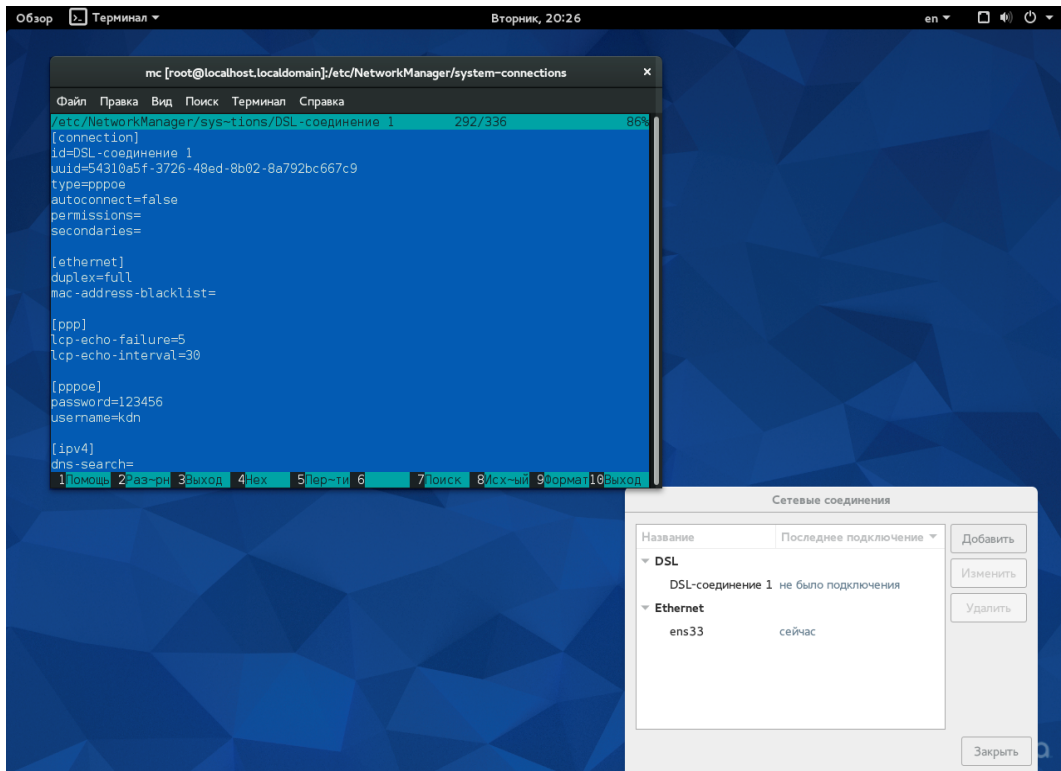 Обзор Терминал Вторник, 20:26 en
mc [root@localhost.localdomain]:/etc/NetworkManager/system-connections ×
Файл Правка Вид Поиск Терминал Справка
/etc/NetworkManager/sys~tions/DSL-соединение 1 292/336 86%
[connection]
id=DSL-соединение 1
uuid=54310a5f-3726-48ed-8b02-8a792bc667c9
type=pppoe
autoconnect=false
permissions=
secondaries=
[ethernet]
duplex=full
mac-address-blacklist=
[ppp]
lcp-echo-failure=5
lcp-echo-interval=30
[pppoe]
password=123456
username=kdn
[ipv4]
dns-search=
1Помощь 2Раз~рн 3Выход 4Hex 5Пер~ти 6 7Поиск 8Исх~ый 9Формат 10Выход
Сетевые соединения
Название Последнее подключение
Добавить
DSL
Изменить
DSL-соединение 1 не было подключения
Ethernet
Удалить
ens33 сейчас
Закрыть